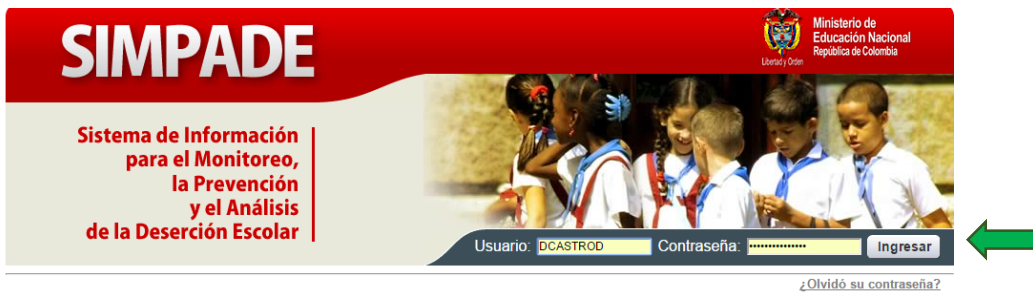 SIMPADE
Ministerio de
Educación Nacional
República de Colombia
Libertad y Orden
Sistema de Información
para el Monitoreo,
la Prevención
y el Análisis
de la Deserción Escolar
Usuario: DCASTROD Contraseña: ••••••••••••••• Ingresar
¿Olvidó su contraseña?